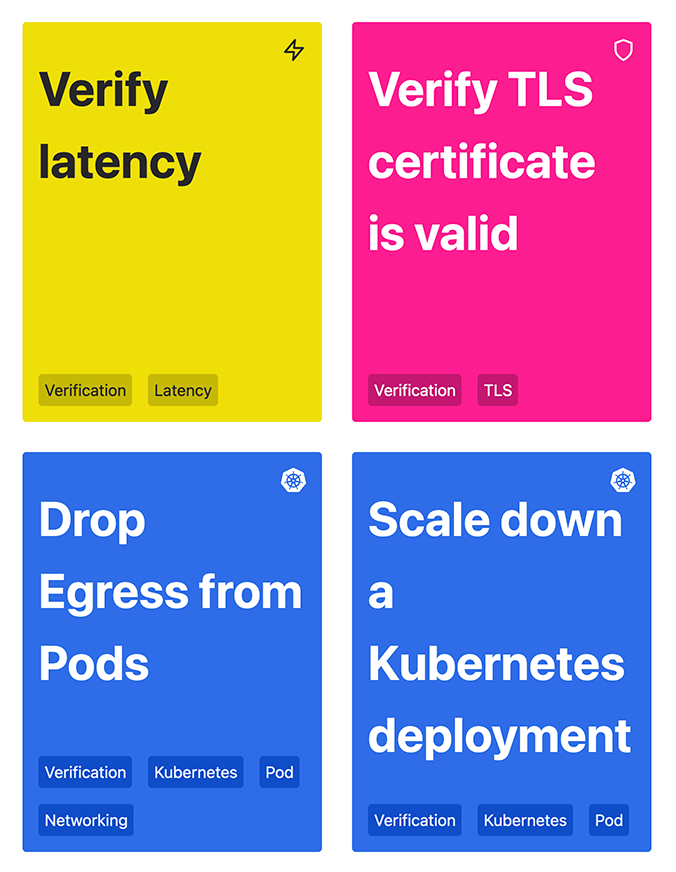 Verify
latency
Verification Latency
Verify TLS
certificate
is valid
Verification TLS
Drop
Egress from
Pods
Verification Kubernetes Pod
Networking
Scale down
a
Kubernetes
deployment
Verification Kubernetes Pod